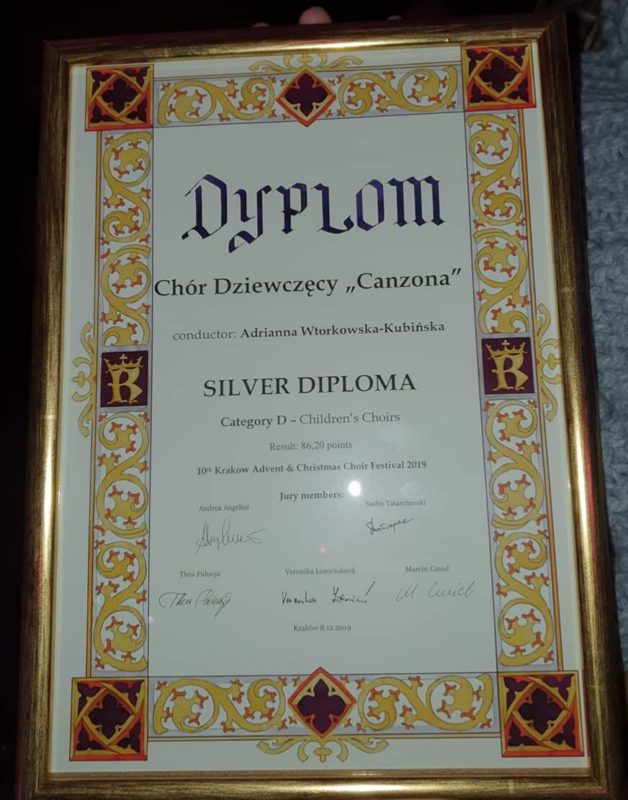 Dyplom
Chór Dziewczęcy „Canzona”
conductor: Adrianna Wtorkowska-Kubińska
SILVER DIPLOMA
Category D – Children's Choirs
Result: 86,20 points
10th Krakow Advent & Christmas Choir Festival 2019
Jury members:
Andrea Angelini
Sasho Tatarchevski
Thea Paluoja
Veronika Lozoviuková
Marcin Cmiel
M. Cmiel
Kraków 8.12.2019
R
R